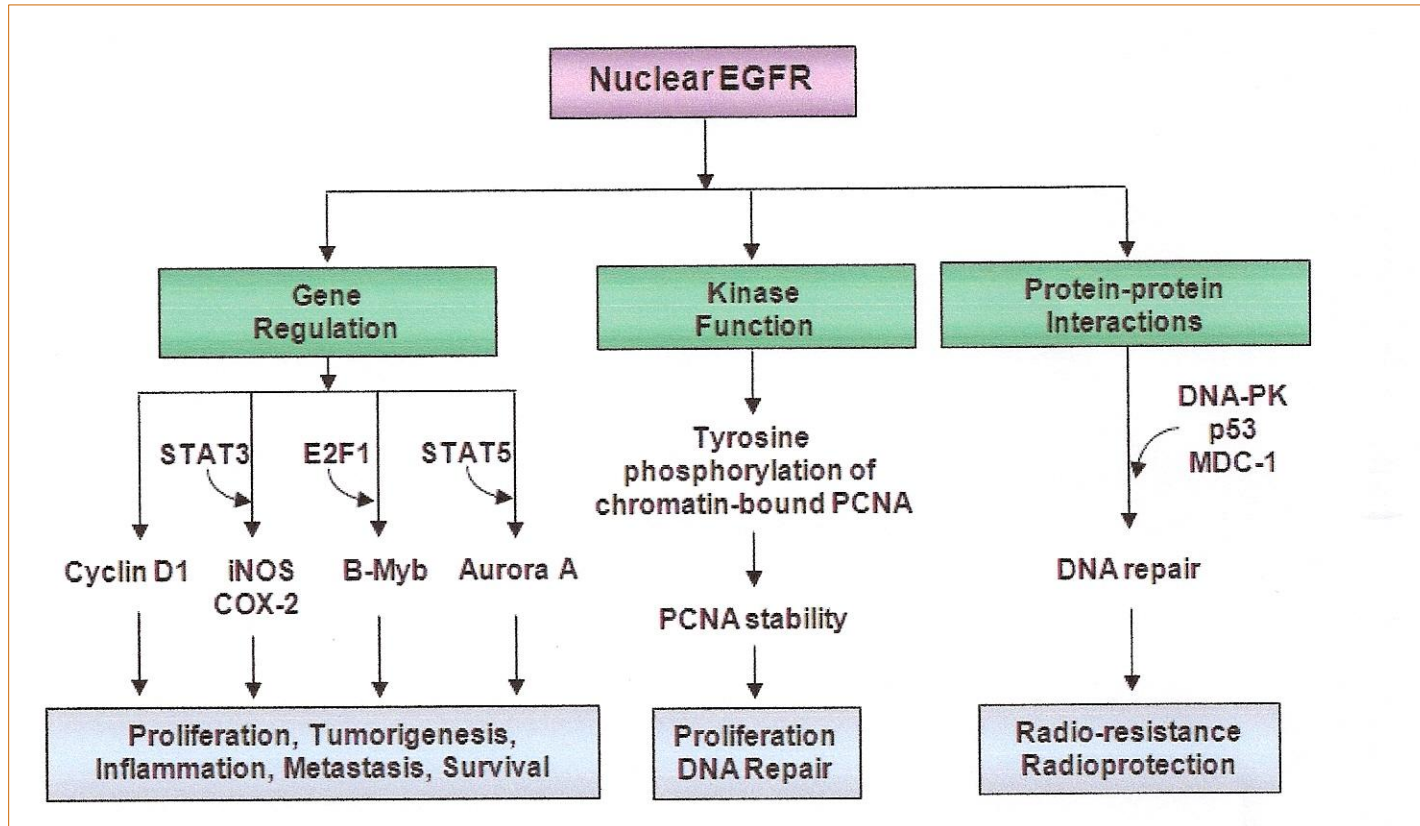 Nuclear EGFR
Gene
Regulation
Kinase
Function
Protein-protein
Interactions
STAT3
E2F1
STAT5
Cyclin D1
iNOS
COX-2
B-Myb
Aurora A
Tyrosine
phosphorylation of
chromatin-bound PCNA
PCNA stability
DNA-PK
p53
MDC-1
DNA repair
Proliferation, Tumorigenesis,
Inflammation, Metastasis, Survival
Proliferation
DNA Repair
Radio-resistance
Radioprotection